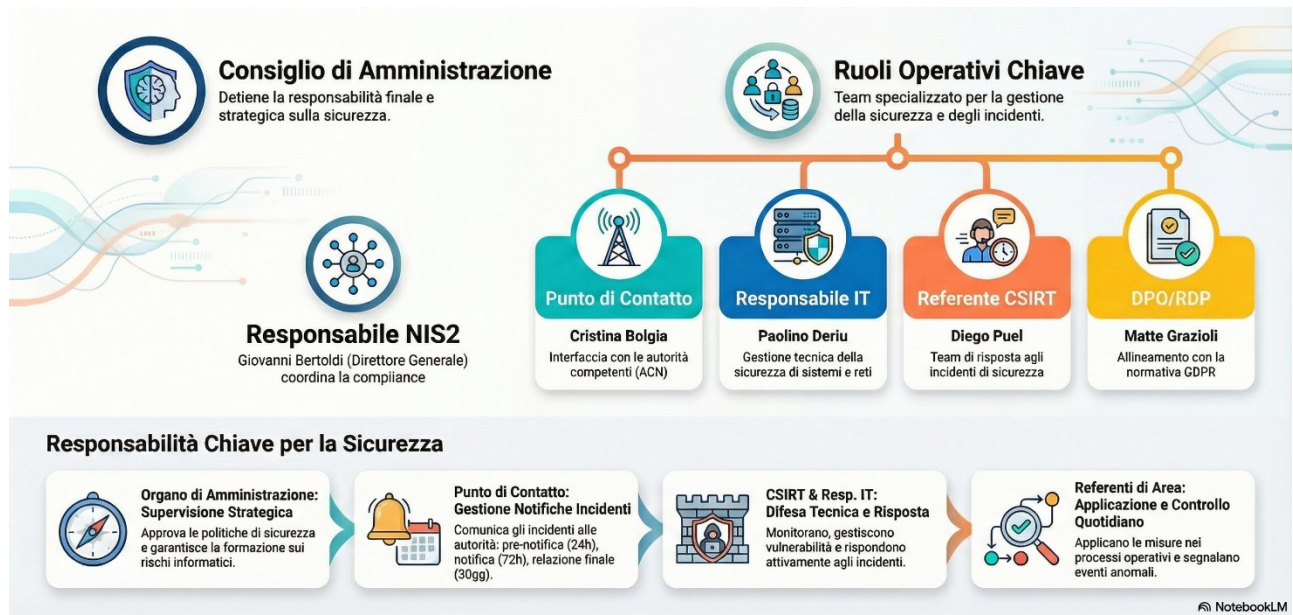 Consiglio di Amministrazione
Detiene la responsabilità finale e
strategica sulla sicurezza.
Ruoli Operativi Chiave
Team specializzato per la gestione
della sicurezza e degli incidenti.
Responsabile NIS2
Giovanni Bertoldi (Direttore Generale)
coordina la compliance
Punto di Contatto
Cristina Bolgia
Interfaccia con le autorità
competenti (ACN)
Responsabile IT
Paolino Deriu
Gestione tecnica della
sicurezza di sistemi e reti
Referente CSIRT
Diego Puel
Team di risposta agli
incidenti di sicurezza
DPO/RDP
Matte Grazioli
Allineamento con la
normativa GDPR
Responsabilità Chiave per la Sicurezza
Organo di Amministrazione:
Supervisione Strategica
Approva le politiche di sicurezza
e garantisce la formazione sui
rischi informatici.
Punto di Contatto:
Gestione Notifiche Incidenti
Comunica gli incidenti alle
autorità: pre-notifica (24h),
notifica (72h), relazione finale
(30gg).
CSIRT & Resp. IT:
Difesa Tecnica e Risposta
Monitorano, gestiscono
vulnerabilità e rispondono
attivamente agli incidenti.
Referenti di Area:
Applicazione e Controllo
Quotidiano
Applicano le misure nei
processi operativi e segnalano
eventi anomali.
NotebookLM